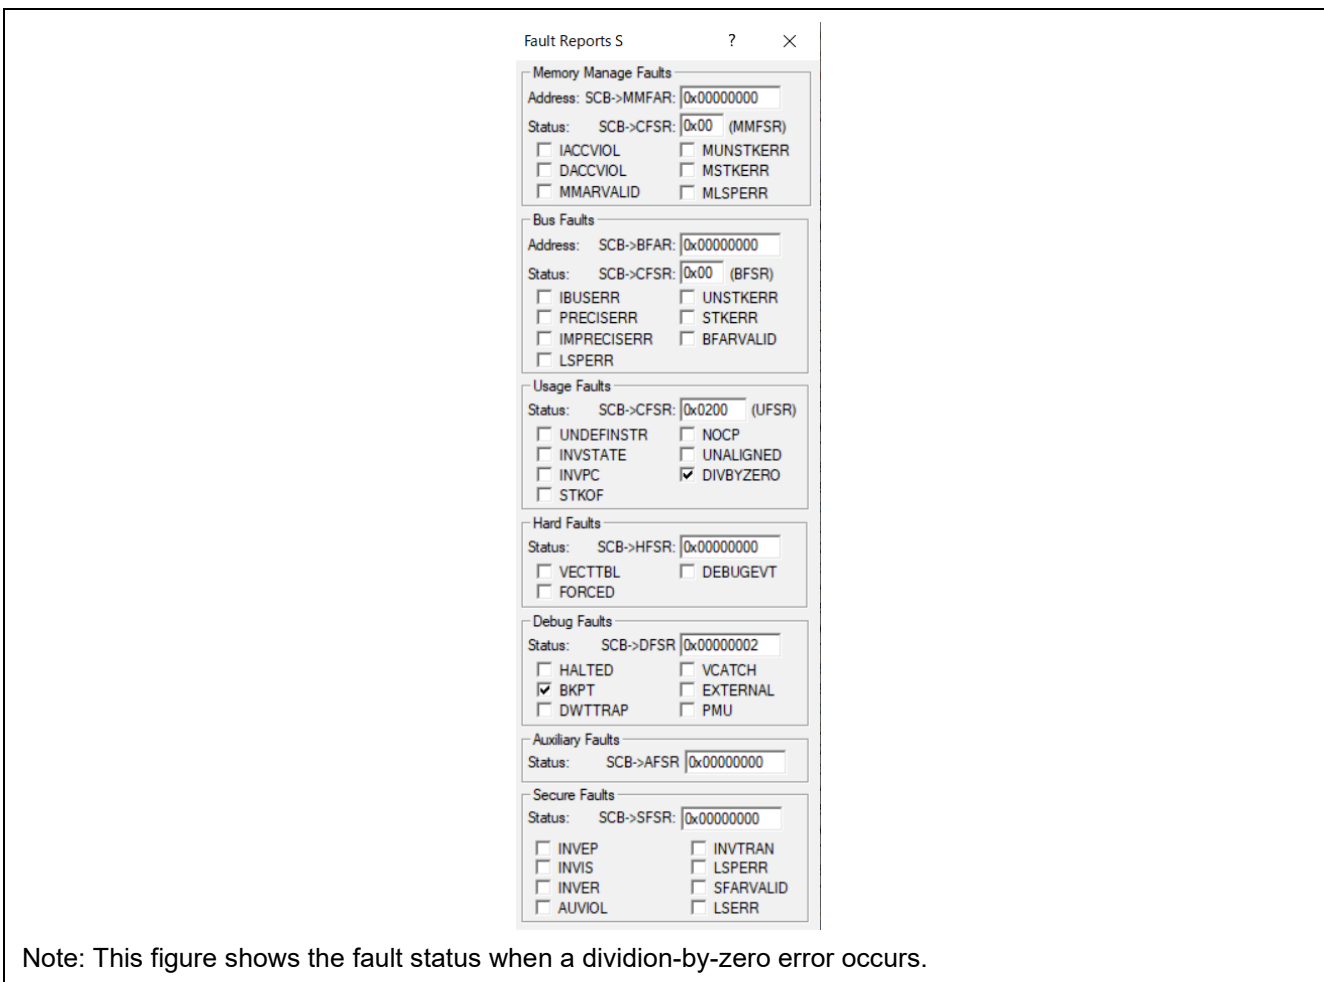 Fault Reports S ?
Memory Manage Faults
Address: SCB->MMFAR: 0x00000000
Status: SCB->CFSR: 0x00 (MMFSR)
IACCVIOL MUNSTKERR
DACCVIOL MSTKERR
MMARVALID MLSPERR
Bus Faults
Address: SCB->BFAR: 0x00000000
Status: SCB->CFSR: 0x00 (BFSR)
IBUSERR UNSTKERR
PRECISERR STKERR
IMPRECISERR BFARVALID
LSPERR
Usage Faults
Status: SCB->CFSR: 0x0200 (UFSR)
UNDEFINSTR NOCP
INVSTATE UNALIGNED
INVPC DIVBYZERO
STKOF
Hard Faults
Status: SCB->HFSR: 0x00000000
VECTTBL DEBUGEVT
FORCED
Debug Faults
Status: SCB->DFSR 0x00000002
HALTED VCATCH
BKPT EXTERNAL
DWTTRAP PMU
Auxiliary Faults
Status: SCB->AFSR 0x00000000
Secure Faults
Status: SCB->SFSR: 0x00000000
INVEP INVTRAN
INVIS LSPERR
INVER SFARVALID
AUVIOL LSERR
Note: This figure shows the fault status when a dividion-by-zero error occurs.